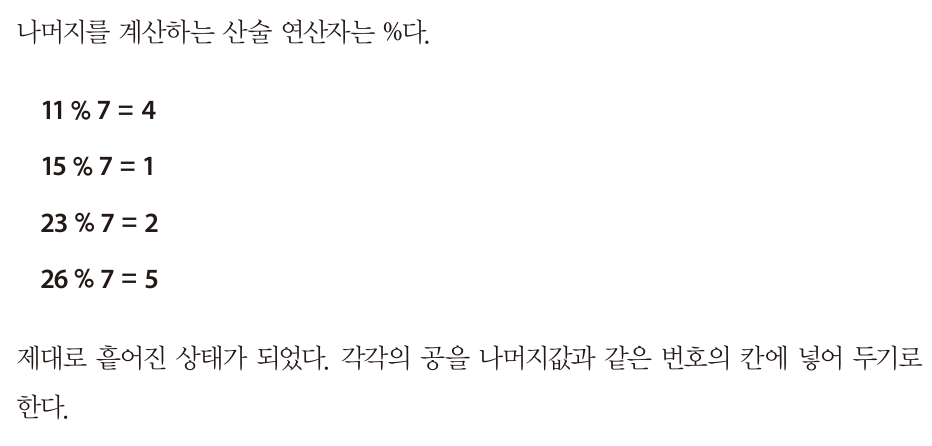 나머지를 계산하는 산술 연산자는 %다.
11 % 7 = 4
15 % 7 = 1
23 % 7 = 2
26 % 7 = 5
제대로 흩어진 상태가 되었다. 각각의 공을 나머지값과 같은 번호의 칸에 넣어 두기로
한다.